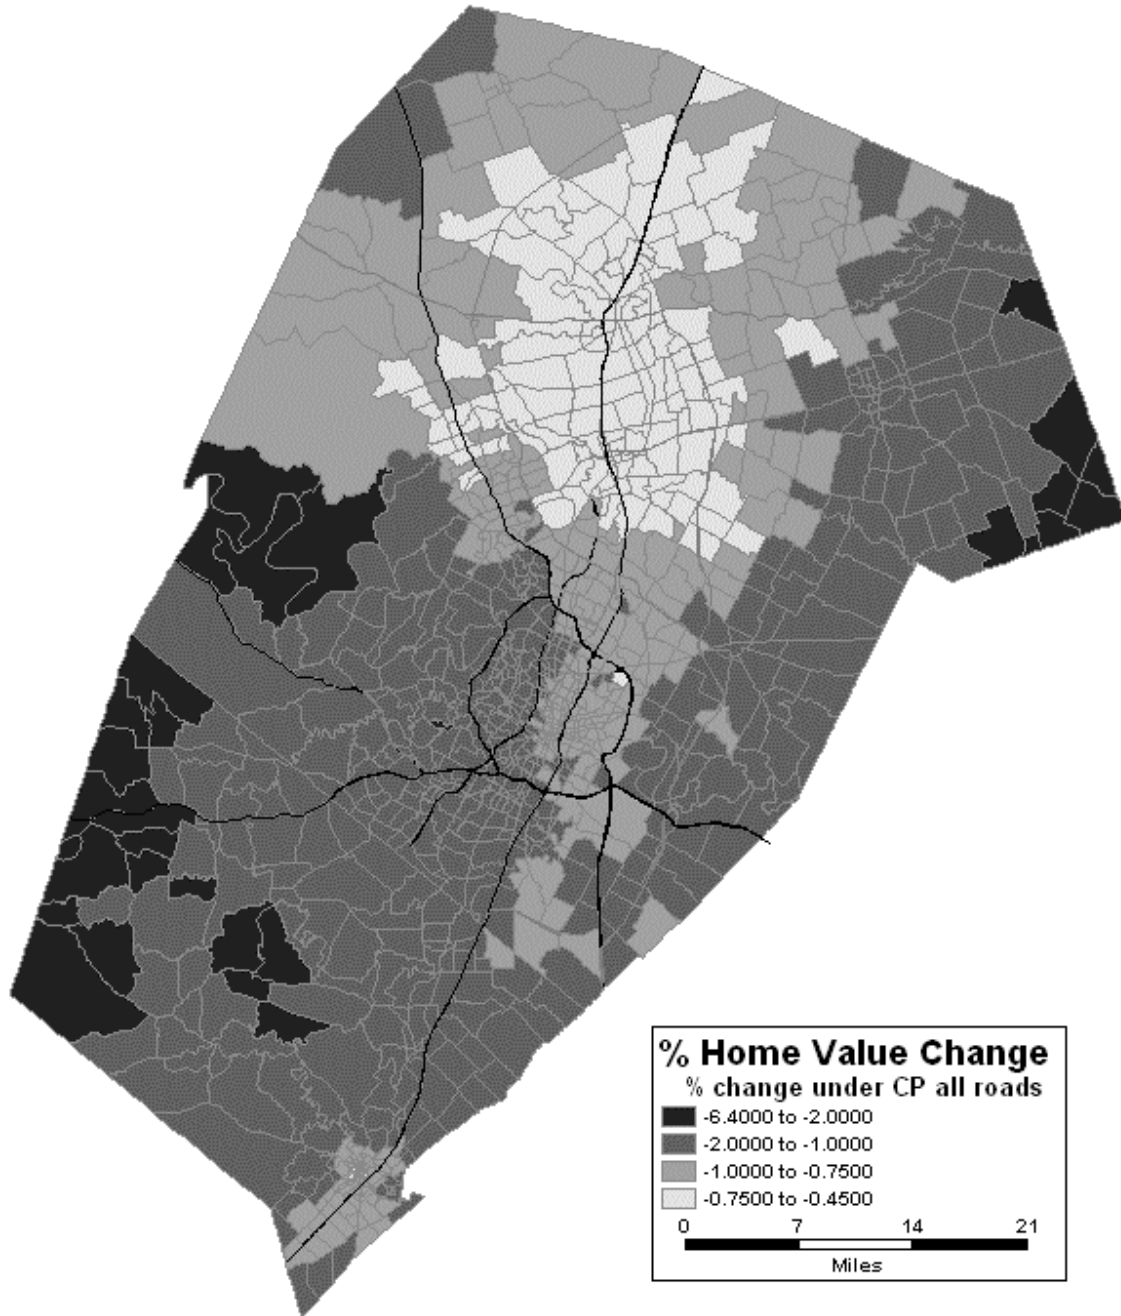 % Home Value Change
% change under CP all roads
-6.4000 to -2.0000
-2.0000 to -1.0000
-1.0000 to -0.7500
-0.7500 to -0.4500
0 7 14 21
Miles